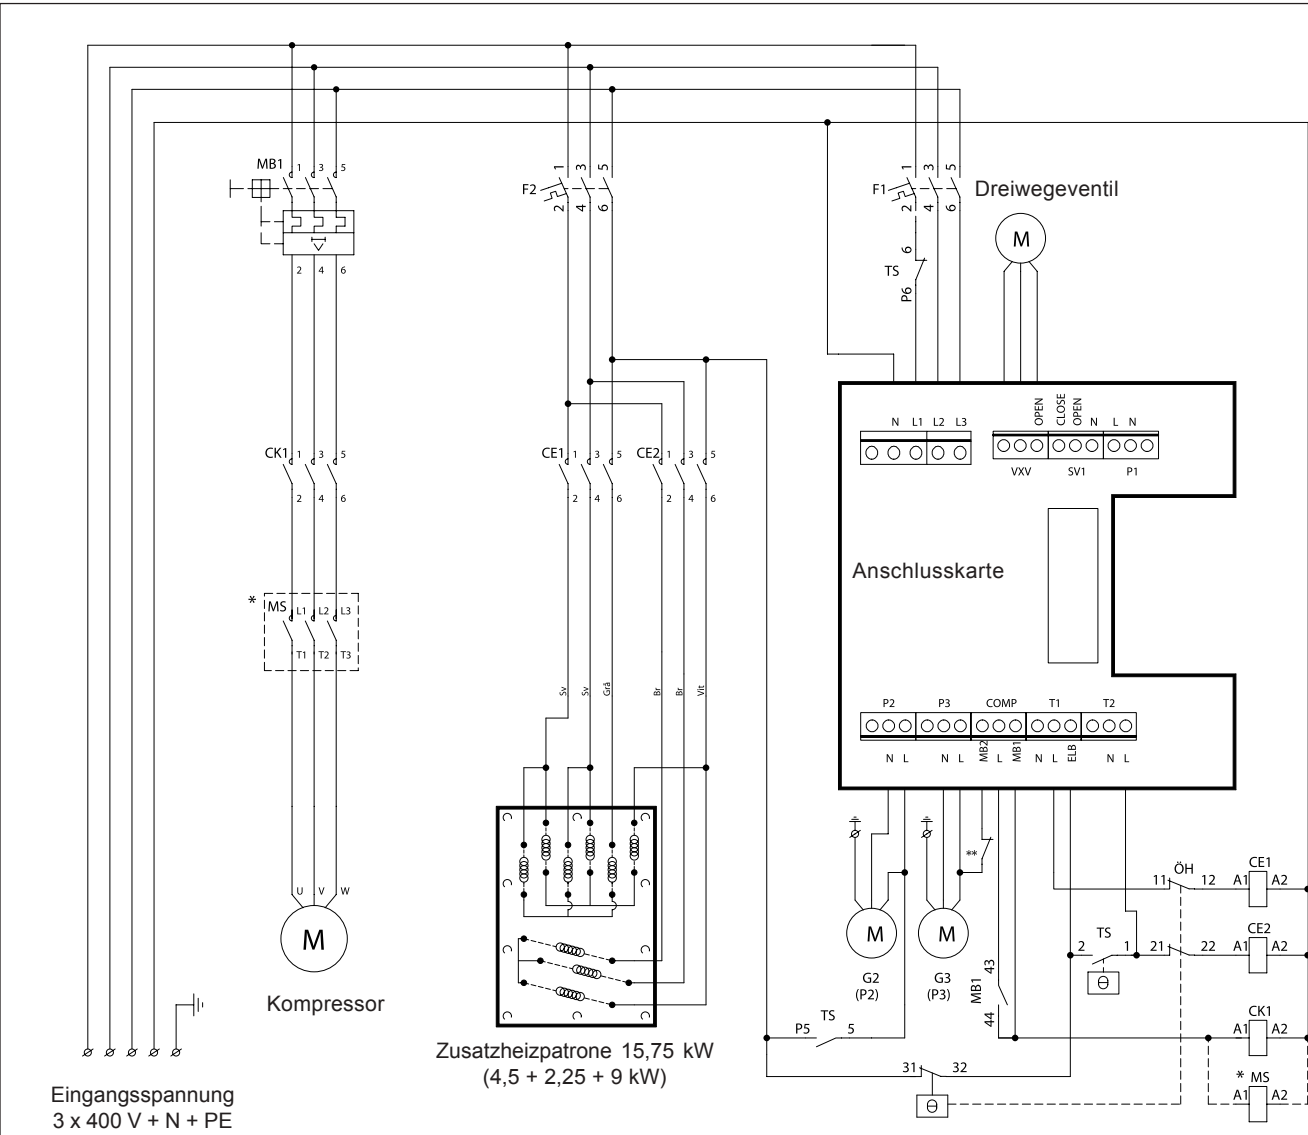 MB1 1 3 5
2 4 6
F2 1 3 5
2 4 6
F1 1 3 5
2 4 6
Dreiwegeventil
M
6
TS
P6
N L1 L2 L3
OPEN CLOSE OPEN N L N
VXV SV1 P1
CK1 1 3 5
2 4 6
CE1 1 3 5
2 4 6
CE2 1 3 5
2 4 6
Anschlusskarte
* MS L1 L2 L3
T1 T2 T3
Sv Sv Grå Br Br Vit
P2 P3 COMP T1 T2
N L N L MB2 L MB1 N L ELB N L
**
U V W
M
Kompressor
M
G2
(P2)
M
G3
(P3)
MB1 43
44
ÖH
11 12
CE1
A1 A2
TS
2 1
θ
21 22
CE2
A1 A2
TS
P5 5
CK1
A1 A2
31 32
θ
* MS
A1 A2
Zusatzheizpatrone 15,75 kW
(4,5 + 2,25 + 9 kW)
Eingangsspannung
3 x 400 V + N + PE